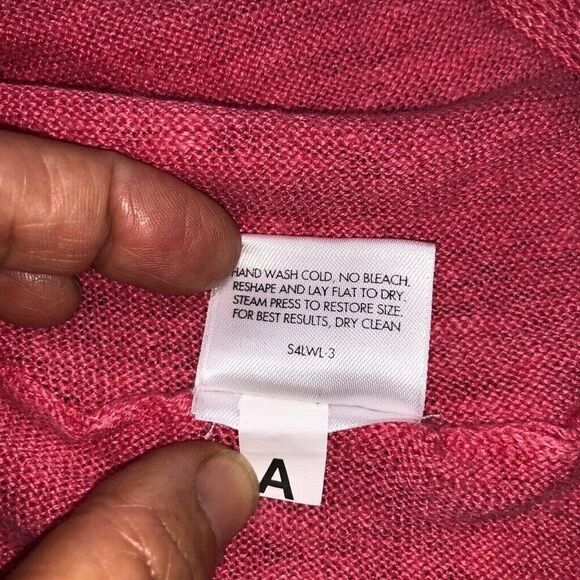 HAND WASH COLD, NO BLEACH.
RESHAPE AND LAY FLAT TO DRY.
STEAM PRESS TO RESTORE SIZE.
FOR BEST RESULTS, DRY CLEAN
S4LWL-3
A